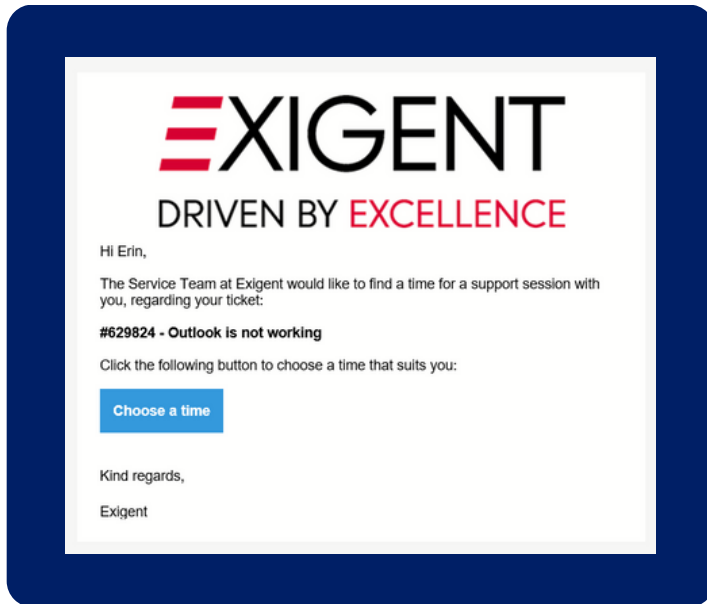 EXIGENT
DRIVEN BY EXCELLENCE
Hi Erin,
The Service Team at Exigent would like to find a time for a support session with
you, regarding your ticket:
#629824 - Outlook is not working
Click the following button to choose a time that suits you:
Choose a time
Kind regards,
Exigent